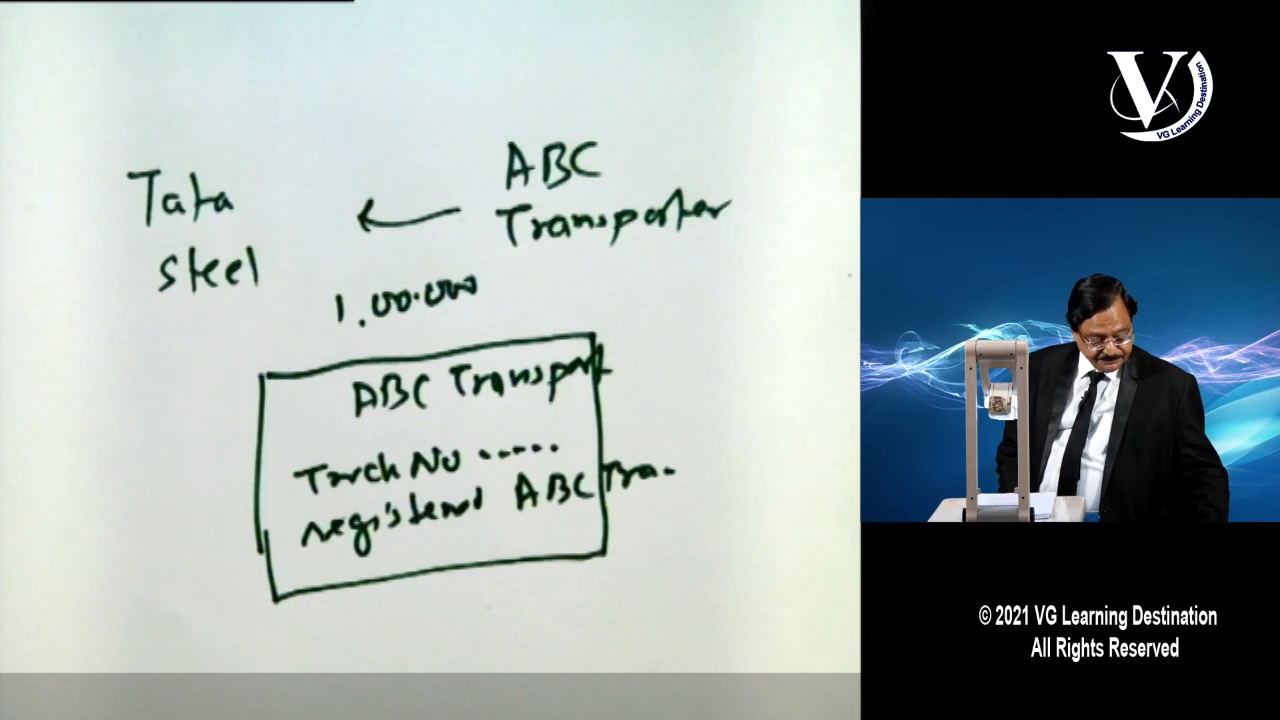 Tata
Steel
ABC
Transporter
1.00.000
ABC Transport
Truck No .....
registered ABC Tra.
V
VG Learning Destination
© 2021 VG Learning Destination
All Rights Reserved